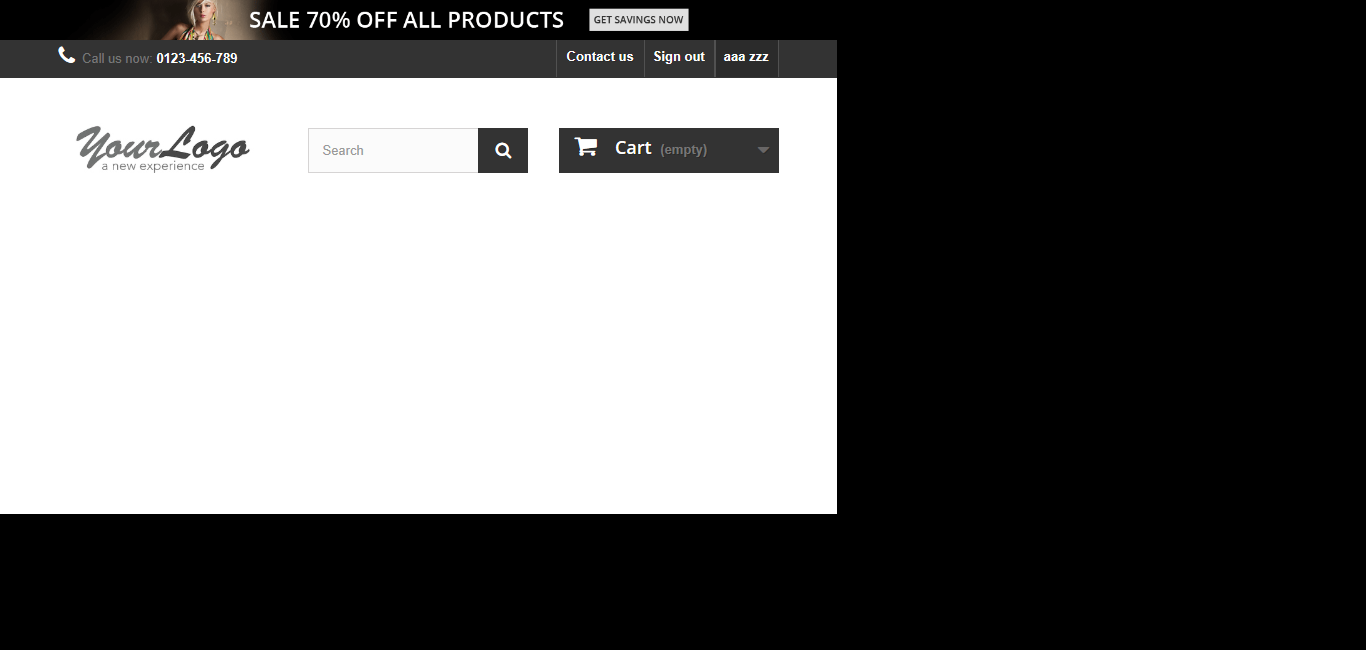 SALE 70% OFF ALL PRODUCTS GET SAVINGS NOW
Call us now: 0123-456-789 Contact us Sign out aaa zzz
YourLogo
a new experience
Search
Cart (empty)